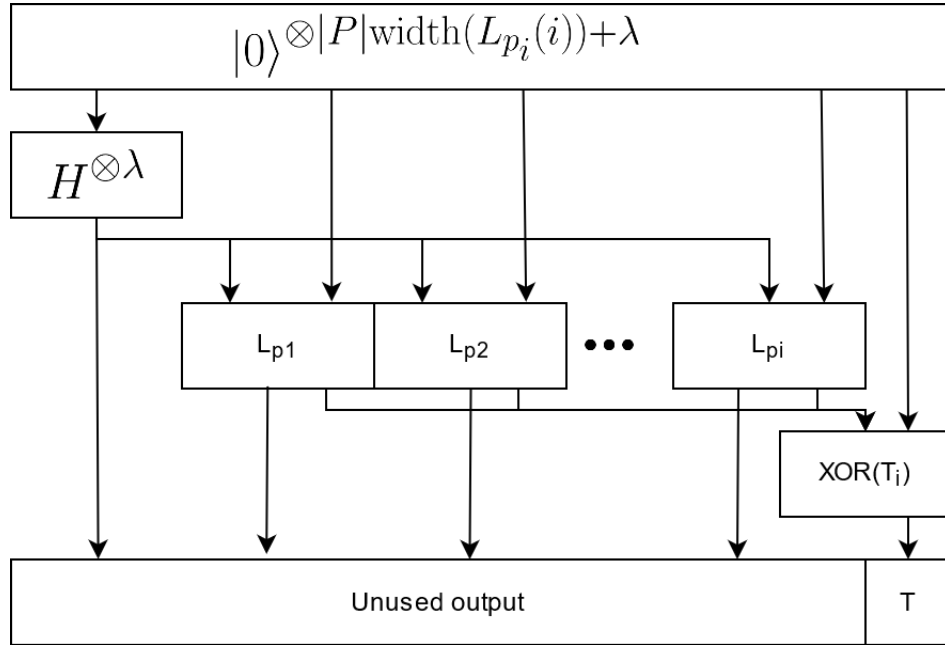 |0⟩^{⊗|P|width(L_{p_i}(i))+λ}
H^{⊗λ}
L_{p1}
L_{p2}
•••
L_{pi}
XOR(T_i)
Unused output
T